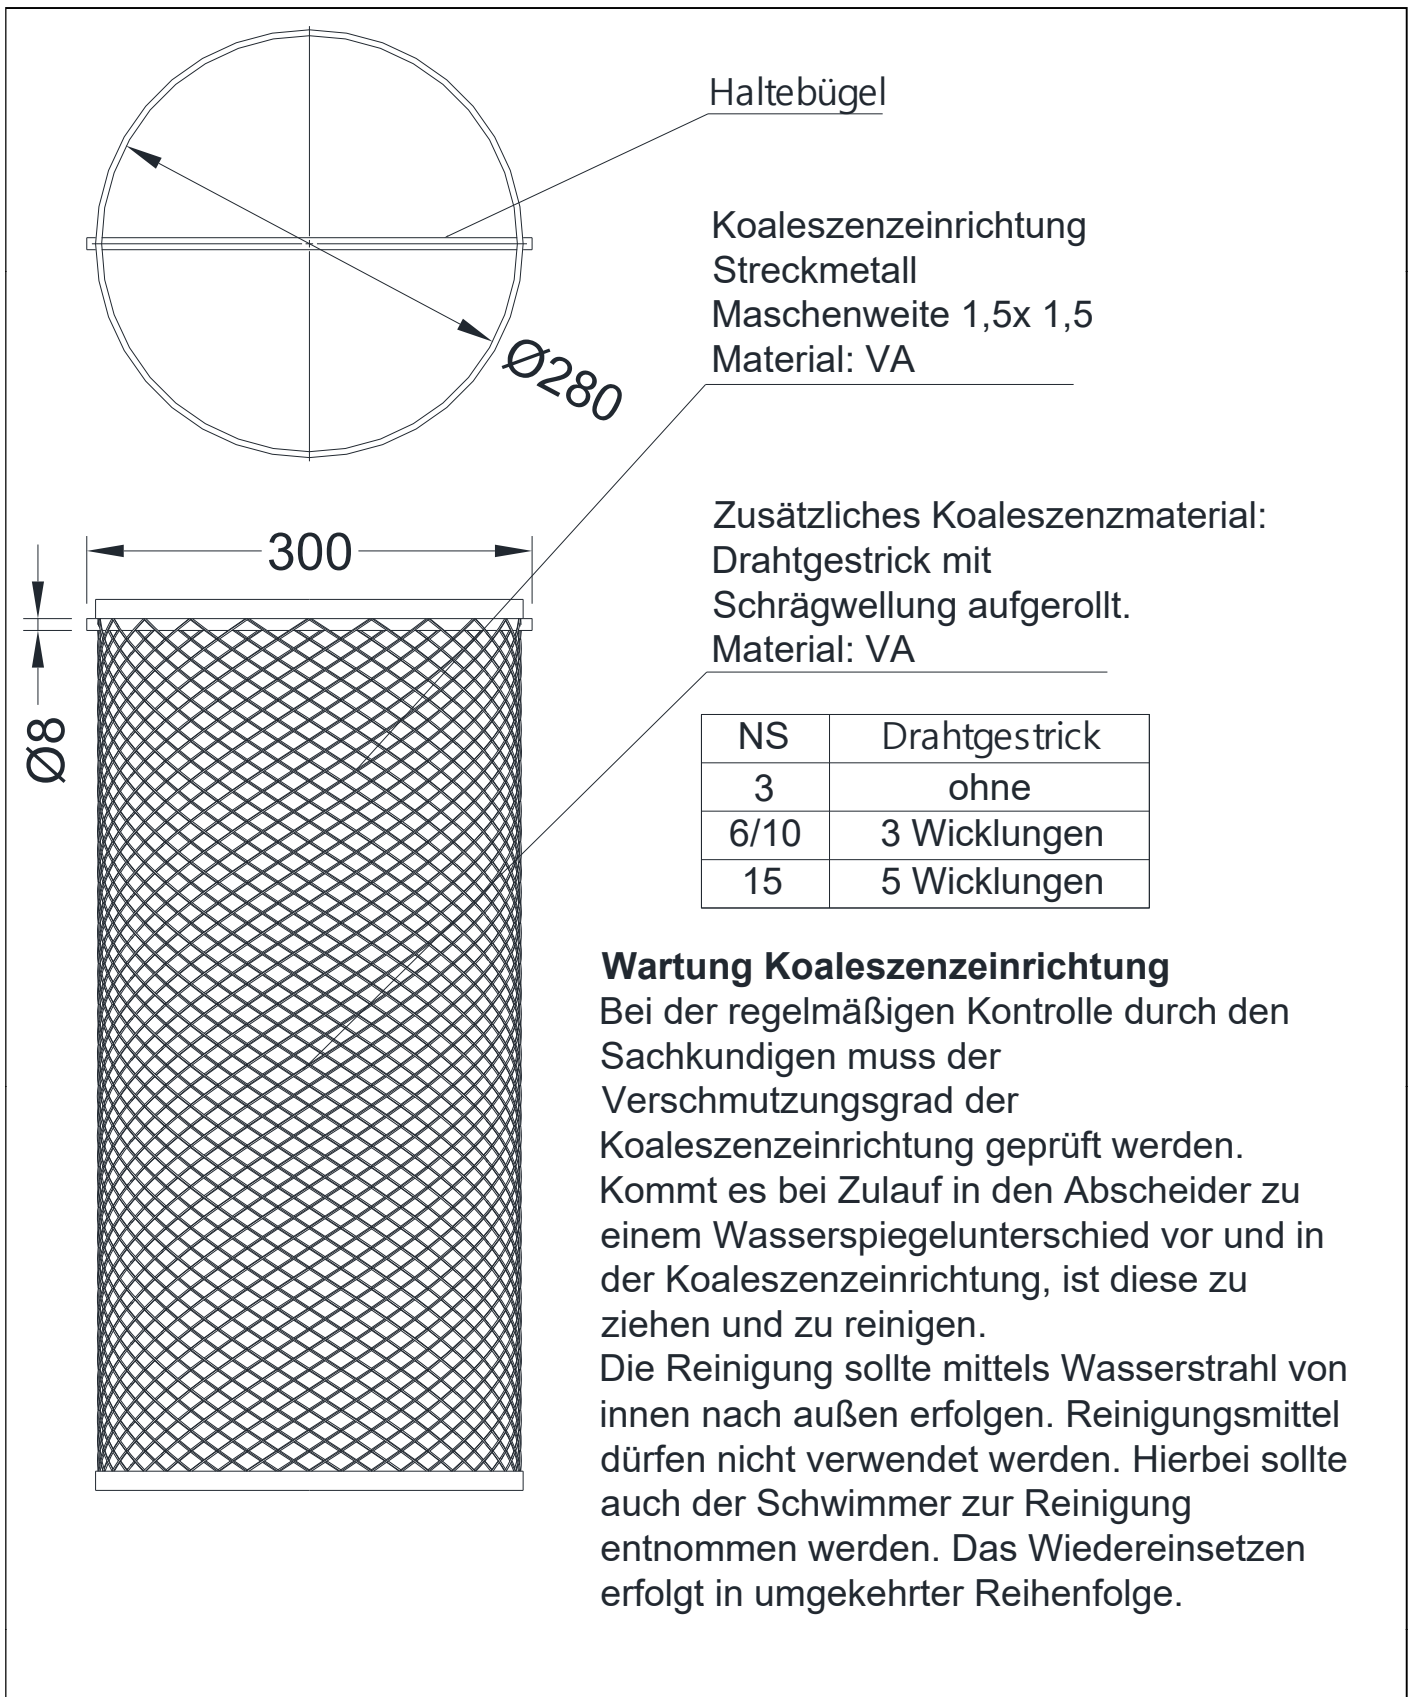 Haltebügel
Koaleszenzeinrichtung
Streckmetall
Maschenweite 1,5x 1,5
Material: VA
Ø280
Zusätzliches Koaleszenzmaterial:
Drahtgestrick mit
Schrägwellung aufgerollt.
Material: VA
300
Ø8
NS Drahtgestrick
3 ohne
6/10 3 Wicklungen
15 5 Wicklungen
Wartung Koaleszenzeinrichtung
Bei der regelmäßigen Kontrolle durch den
Sachkundigen muss der
Verschmutzungsgrad der
Koaleszenzeinrichtung geprüft werden.
Kommt es bei Zulauf in den Abscheider zu
einem Wasserspiegelunterschied vor und in
der Koaleszenzeinrichtung, ist diese zu
ziehen und zu reinigen.
Die Reinigung sollte mittels Wasserstrahl von
innen nach außen erfolgen. Reinigungsmittel
dürfen nicht verwendet werden. Hierbei sollte
auch der Schwimmer zur Reinigung
entnommen werden. Das Wiedereinsetzen
erfolgt in umgekehrter Reihenfolge.